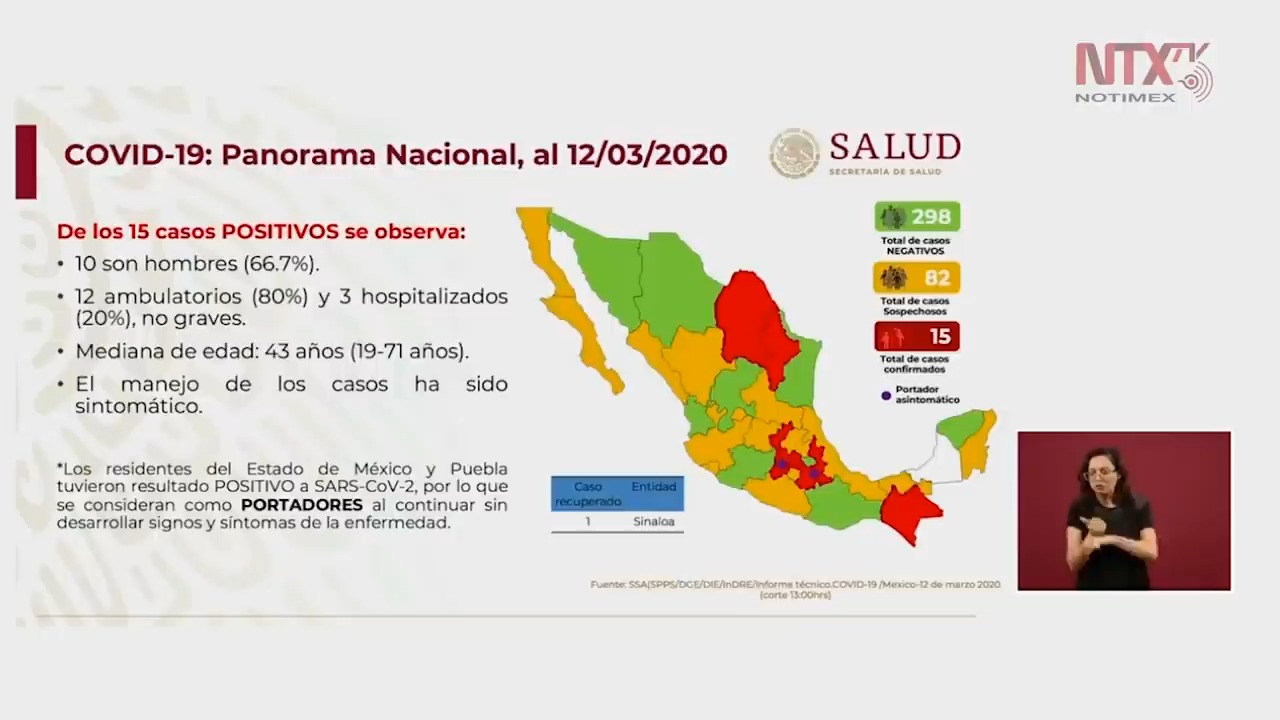 NTX
NOTIMEX
COVID-19: Panorama Nacional, al 12/03/2020
SALUD
SECRETARÍA DE SALUD
De los 15 casos POSITIVOS se observa:
• 10 son hombres (66.7%).
• 12 ambulatorios (80%) y 3 hospitalizados
(20%), no graves.
• Mediana de edad: 43 años (19-71 años).
• El manejo de los casos ha sido
sintomático.
*Los residentes del Estado de México y Puebla
tuvieron resultado POSITIVO a SARS-CoV-2, por lo que
se consideran como PORTADORES al continuar sin
desarrollar signos y síntomas de la enfermedad.
298
Total de casos
NEGATIVOS
82
Total de casos
Sospechosos
15
Total de casos
confirmados
Portador
asintomático
Caso recuperado Entidad
1 Sinaloa
Fuente: SSA(SPPS/DGE/DIE/InDRE/Informe técnico.COVID-19 /Mexico-12 de marzo 2020
(corte 13:00hrs)